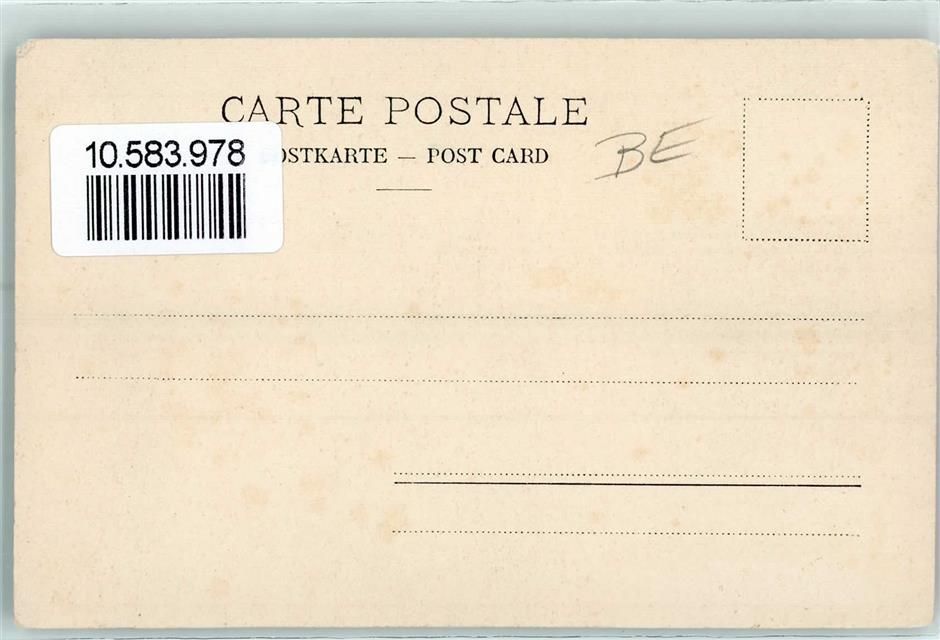 CARTE POSTALE
OSTKARTE — POST CARD
10.583.978
BE